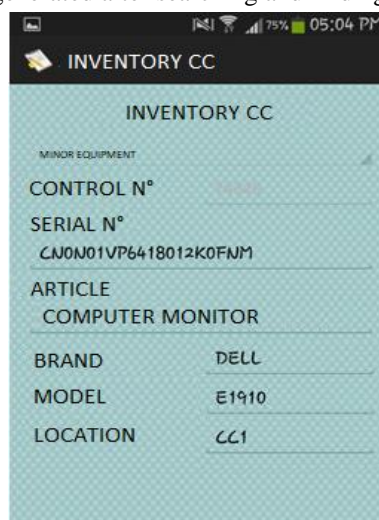 75% 05:04 PM
INVENTORY CC
INVENTORY CC
MINOR EQUIPMENT
CONTROL N°
SERIAL N°
CN0N01VP6418012K0FNM
ARTICLE
COMPUTER MONITOR
BRAND DELL
MODEL E1910
LOCATION CC1